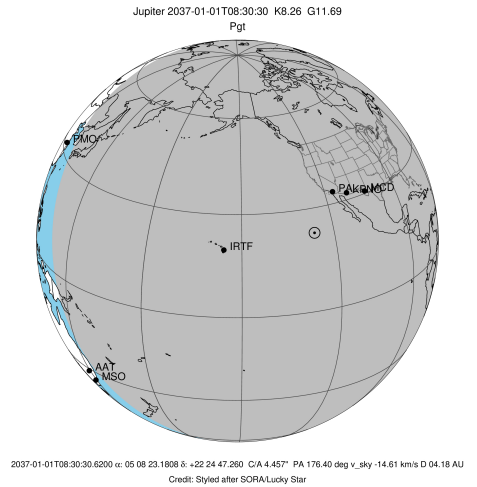 Jupiter 2037-01-01T08:30:30 K8.26 G11.69
Pgt
PMO
PAL
KPNO
MCD
IRTF
AAT
MSO
2037-01-01T08:30:30.6200 α: 05 08 23.1808 δ: +22 24 47.260 C/A 4.457" PA 176.40 deg v_sky -14.61 km/s D 04.18 AU
Credit: Styled after SORA/Lucky Star